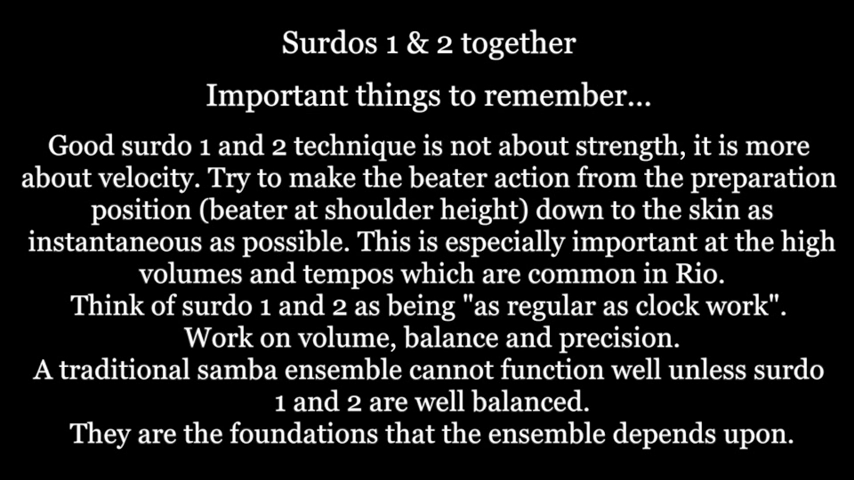 Surdos 1 & 2 together
Important things to remember...
Good surdo 1 and 2 technique is not about strength, it is more
about velocity. Try to make the beater action from the preparation
position (beater at shoulder height) down to the skin as
instantaneous as possible. This is especially important at the high
volumes and tempos which are common in Rio.
Think of surdo 1 and 2 as being "as regular as clock work".
Work on volume, balance and precision.
A traditional samba ensemble cannot function well unless surdo
1 and 2 are well balanced.
They are the foundations that the ensemble depends upon.